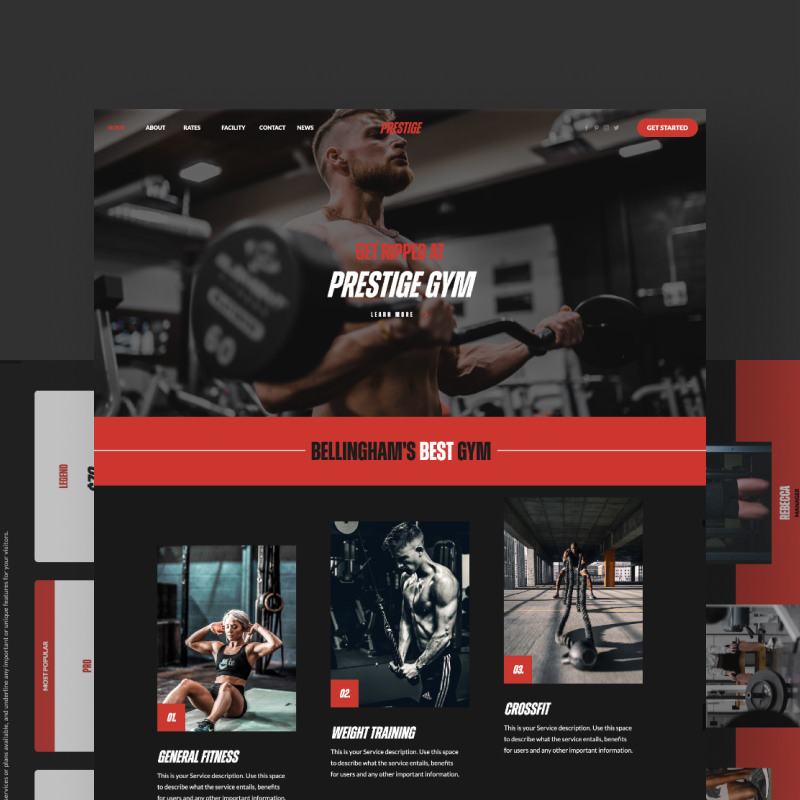 HOME
ABOUT
RATES
FACILITY
CONTACT
NEWS
PRESTIGE
GET STARTED
GET RIPPED AT
PRESTIGE GYM
LEARN MORE
60
BELLINGHAM'S BEST GYM
01.
GENERAL FITNESS
This is your Service description. Use this space
to describe what the service entails, benefits
for users and any other important information.
02.
WEIGHT TRAINING
This is your Service description. Use this space
to describe what the service entails, benefits
for users and any other important information.
03.
CROSSFIT
This is your Service description. Use this space
to describe what the service entails, benefits
for users and any other important information.
LEGEND
MOST POPULAR
PRO
services or plans available, and underline any important or unique features for your visitors.
REBECCA